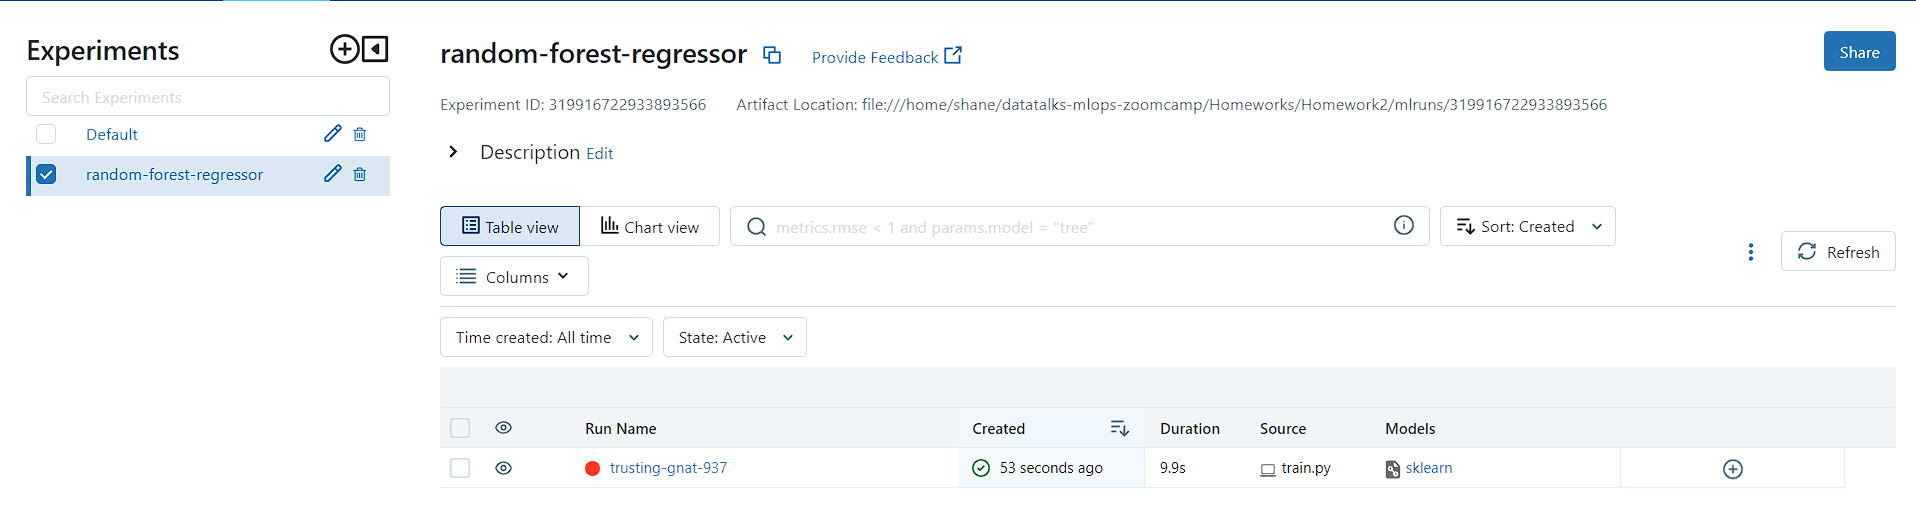 Experiments
Search Experiments
Default
random-forest-regressor
random-forest-regressor
Provide Feedback
Share
Experiment ID: 319916722933893566
Artifact Location: file:///home/shane/datatalks-mlops-zoomcamp/Homeworks/Homework2/mlruns/319916722933893566
Description Edit
Table view
Chart view
metrics.rmse < 1 and params.model = "tree"
Sort: Created
Refresh
Columns
Time created: All time
State: Active
Run Name
Created
Duration
Source
Models
trusting-gnat-937
53 seconds ago
9.9s
train.py
sklearn